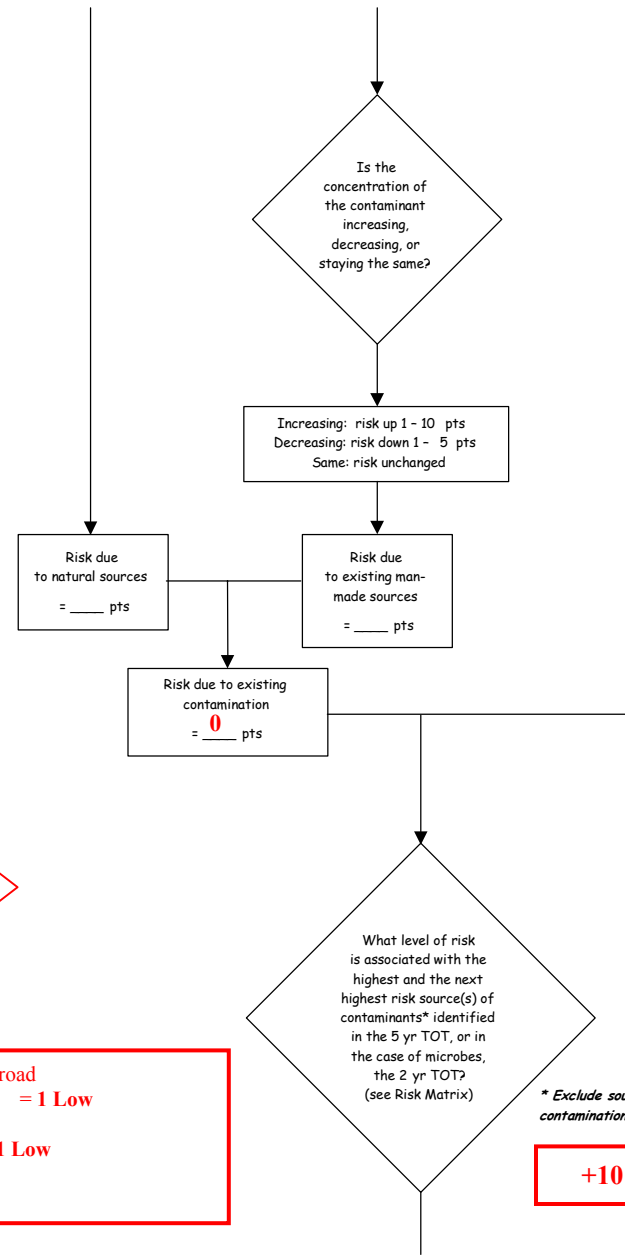 Is the
concentration of
the contaminant
increasing,
decreasing, or
staying the same?
Increasing: risk up 1 – 10 pts
Decreasing: risk down 1 – 5 pts
Same: risk unchanged
Risk due
to natural sources
= ____ pts
Risk due
to existing man-
made sources
= ____ pts
Risk due to existing
contamination
= __0__ pts
What level of risk
is associated with the
highest and the next
highest risk source(s) of
contaminants* identified
in the 5 yr TOT, or in
the case of microbes,
the 2 yr TOT?
(see Risk Matrix)
road
= 1 Low
1 Low
* Exclude
contamination
+10